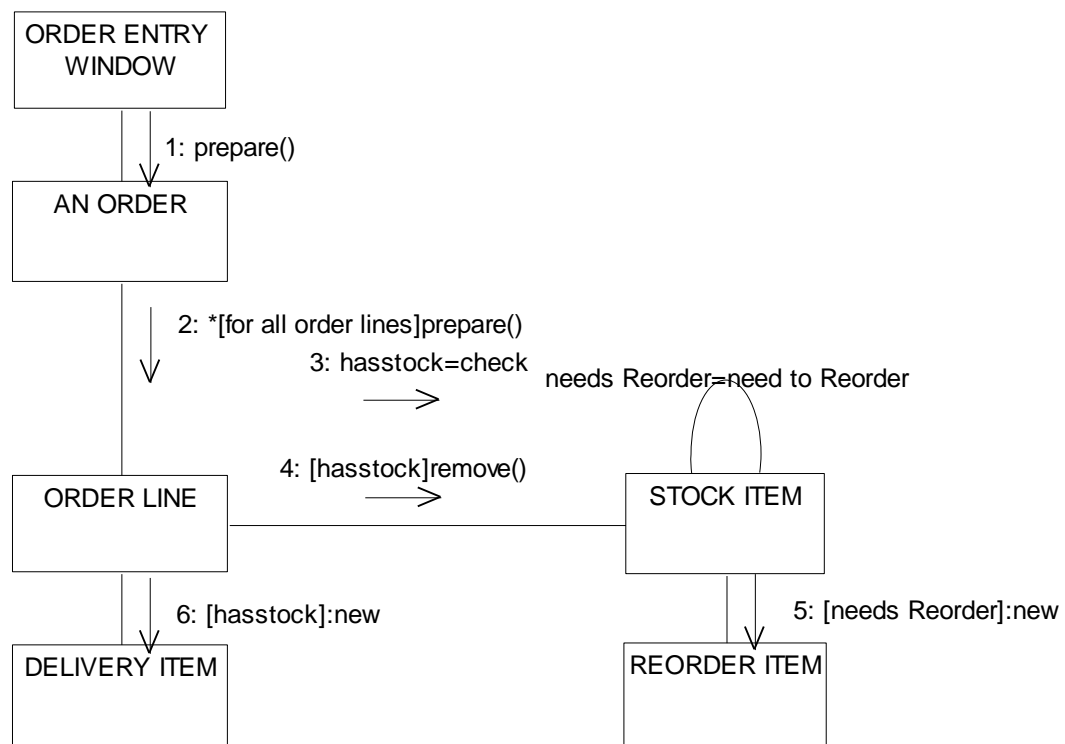 ORDER ENTRY
WINDOW
1: prepare()
AN ORDER
2: *[for all order lines]prepare()
3: hasstock=check
needs Reorder=need to Reorder
4: [hasstock]remove()
ORDER LINE
STOCK ITEM
6: [hasstock]:new
5: [needs Reorder]:new
DELIVERY ITEM
REORDER ITEM